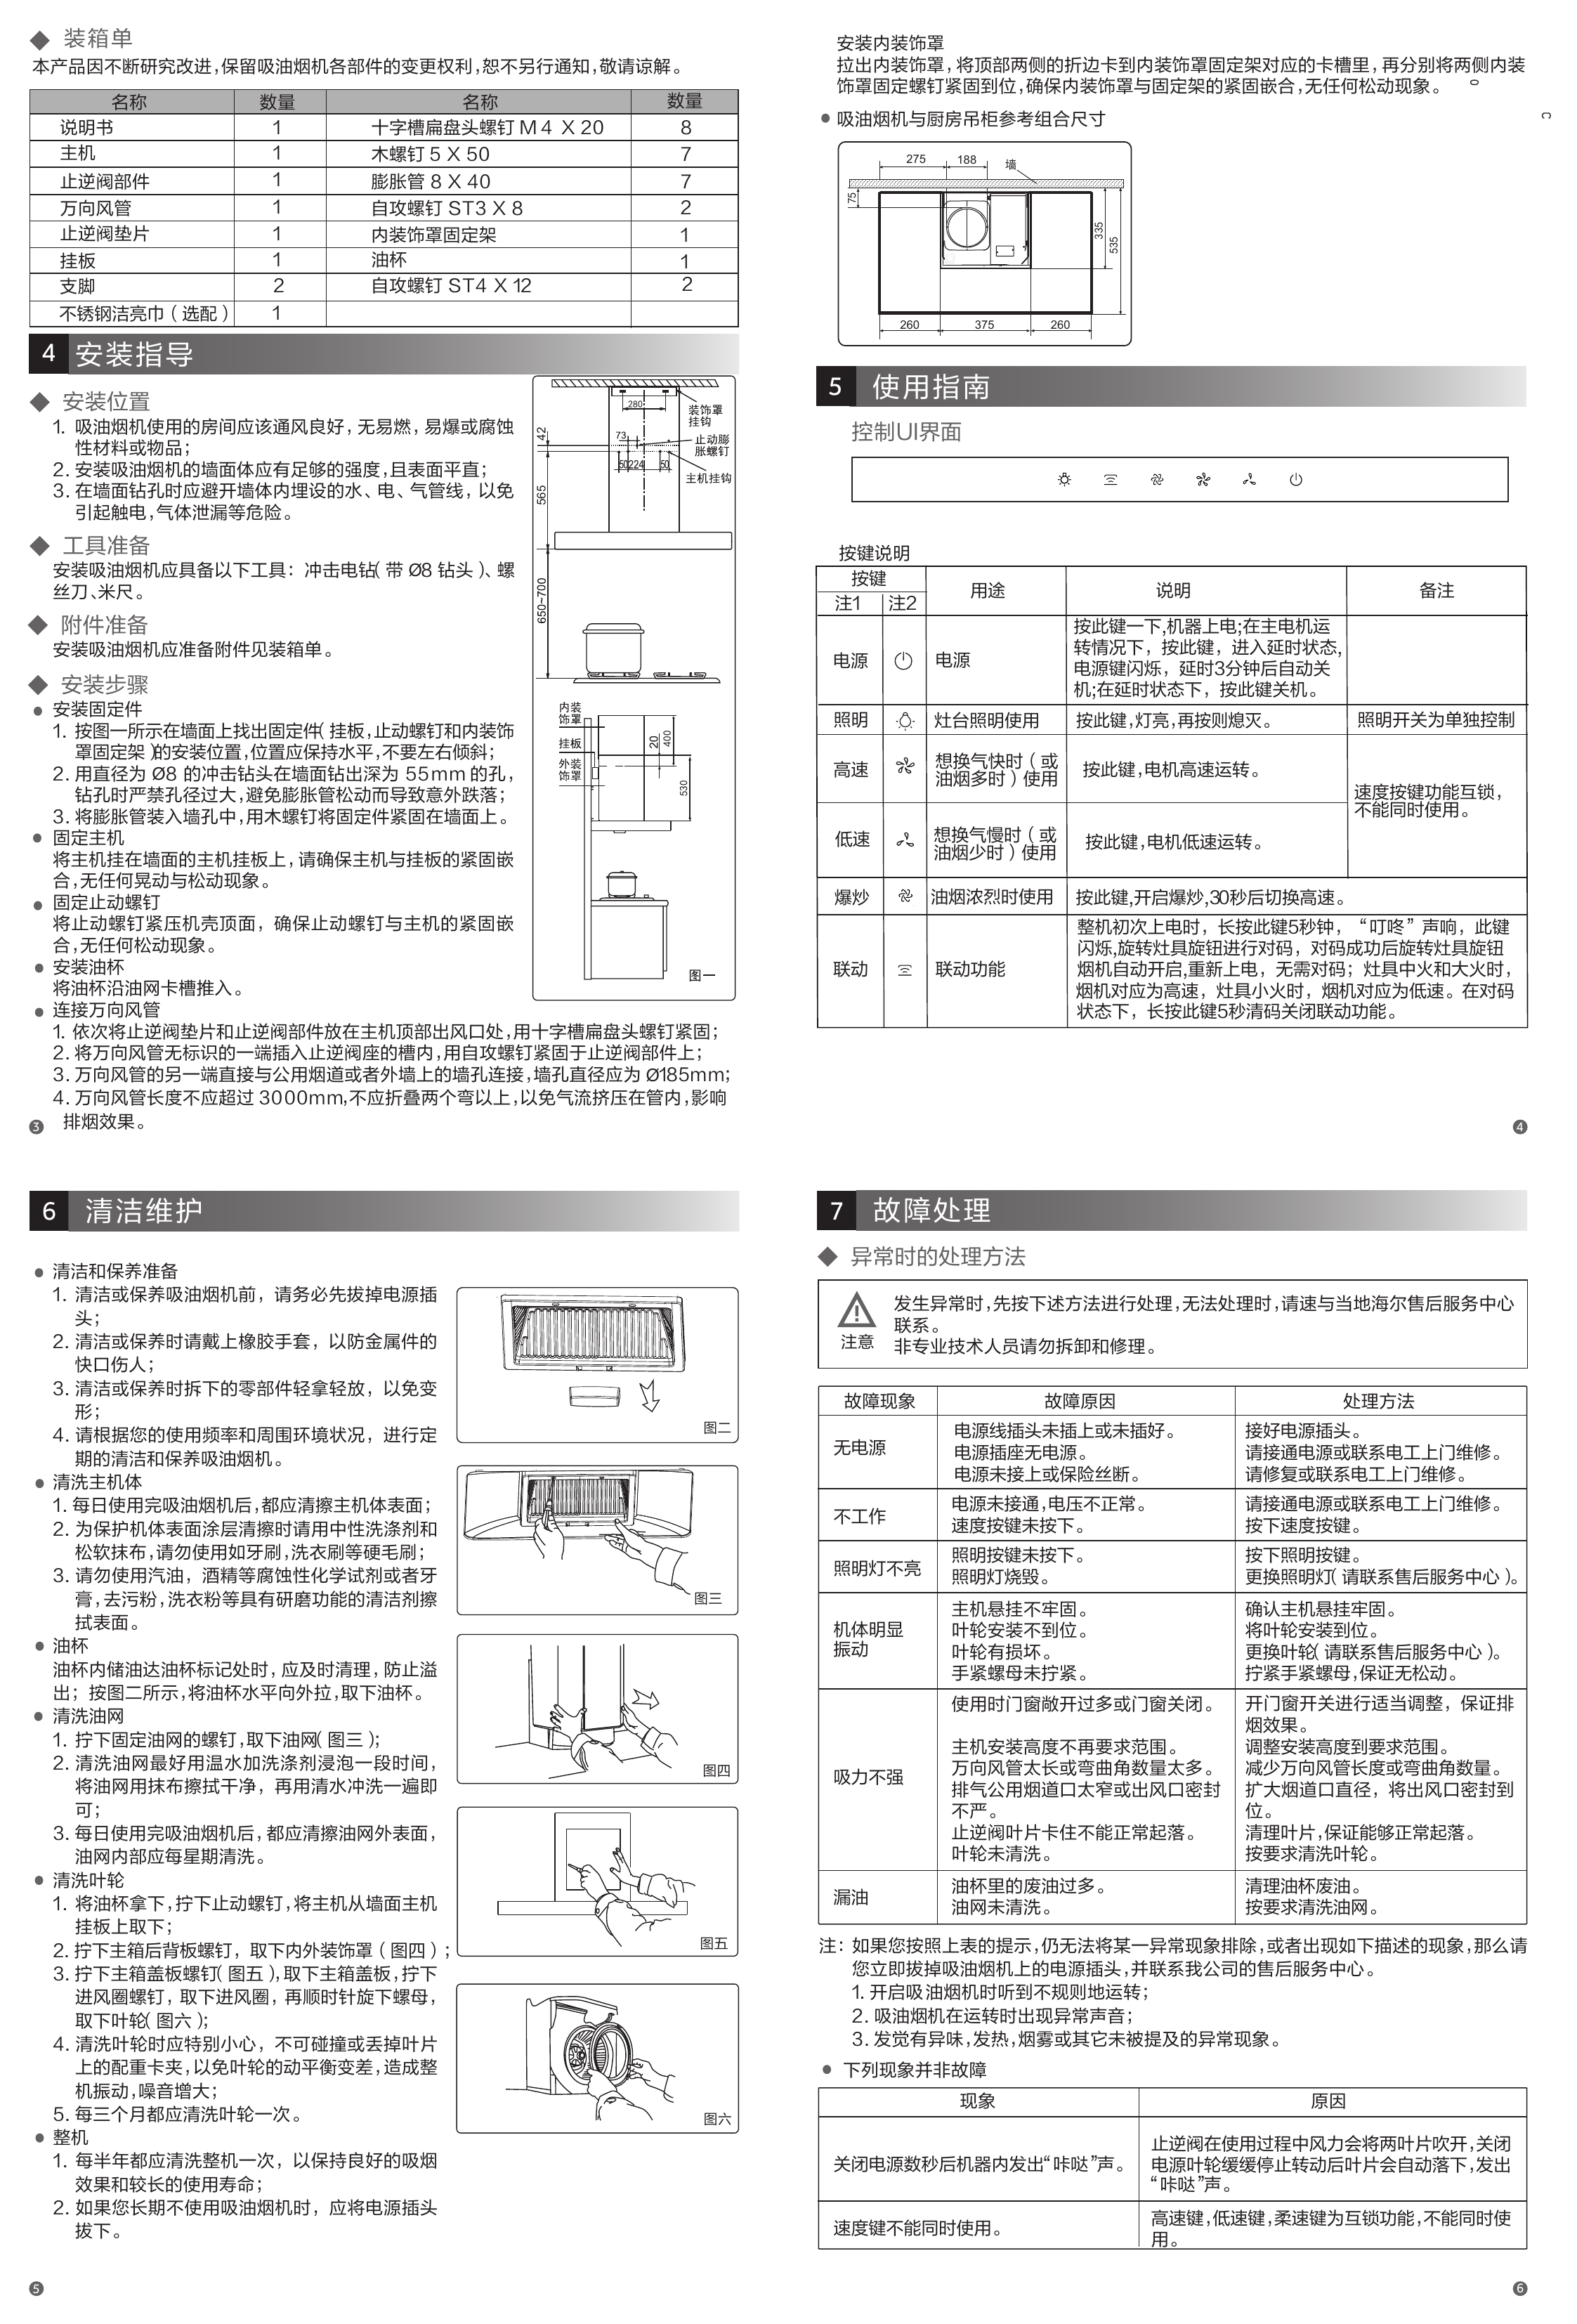 装箱单
本产品因不断研究改进,保留吸油烟机各部件的变更权利,恕不另行通知,敬请谅解。
名称 数量 名称 数量
说明书 1 十字槽扁盘头螺钉 M 4 X 20 8
主机 1 木螺钉 5 X 50 7
止逆阀部件 1 膨胀管 8 X 40 7
万向风管 1 自攻螺钉 ST3 X 8 2
止逆阀垫片 1 内装饰罩固定架 1
挂板 1 油杯 1
支脚 2 自攻螺钉 ST4 X 12 2
不锈钢洁亮巾（选配） 1
4 安装指导
安装位置
1. 吸油烟机使用的房间应该通风良好，无易燃，易爆或腐蚀
性材料或物品；
2. 安装吸油烟机的墙面体应有足够的强度,且表面平直；
3. 在墙面钻孔时应避开墙体内埋设的水、电、气管线，以免
引起触电,气体泄漏等危险。
工具准备
安装吸油烟机应具备以下工具：冲击电钻（带 Ø8 钻头）、螺
丝刀、米尺。
附件准备
安装吸油烟机应准备附件见装箱单。
安装步骤
安装固定件
1. 按图一所示在墙面上找出固定件（挂板,止动螺钉和内装饰
罩固定架）的安装位置,位置应保持水平,不要左右倾斜；
2. 用直径为 Ø8 的冲击钻头在墙面钻出深为 55mm 的孔，
钻孔时严禁孔径过大,避免膨胀管松动而导致意外跌落；
3. 将膨胀管装入墙孔中,用木螺钉将固定件紧固在墙面上。
固定主机
将主机挂在墙面的主机挂板上,请确保主机与挂板的紧固嵌
合,无任何晃动与松动现象。
固定止动螺钉
将止动螺钉紧压机壳顶面，确保止动螺钉与主机的紧固嵌
合,无任何松动现象。
安装油杯
将油杯沿油网卡槽推入。
连接万向风管
1. 依次将止逆阀垫片和止逆阀部件放在主机顶部出风口处,用十字槽扁盘头螺钉紧固；
2. 将万向风管无标识的一端插入止逆阀座的槽内,用自攻螺钉紧固于止逆阀部件上；
3. 万向风管的另一端直接与公用烟道或者外墙上的墙孔连接,墙孔直径应为 Ø185mm；
4. 万向风管长度不应超过 3000mm,不应折叠两个弯以上,以免气流挤压在管内,影响
排烟效果。
280
装饰罩
挂钩
42
73
止动膨
胀螺钉
50 224 50
主机挂钩
565
650~700
内装
饰罩
挂板
外装
饰罩
20
400
530
图一
3
安装内装饰罩
拉出内装饰罩，将顶部两侧的折边卡到内装饰罩固定架对应的卡槽里，再分别将两侧内装
饰罩固定螺钉紧固到位,确保内装饰罩与固定架的紧固嵌合,无任何松动现象。
吸油烟机与厨房吊柜参考组合尺寸
275 188 墙
75
335
535
260 375 260
5 使用指南
控制UI界面
按键说明
按键 用途 说明 备注
注1 注2
电源 电源
按此键一下,机器上电;在主电机运
转情况下，按此键，进入延时状态,
电源键闪烁，延时3分钟后自动关
机;在延时状态下，按此键关机。
照明 灶台照明使用 按此键,灯亮,再按则熄灭。 照明开关为单独控制
高速 想换气快时（或
油烟多时）使用
按此键,电机高速运转。
速度按键功能互锁，
不能同时使用。
低速 想换气慢时（或
油烟少时）使用
按此键,电机低速运转。
爆炒 油烟浓烈时使用 按此键,开启爆炒,30秒后切换高速。
联动 联动功能
整机初次上电时，长按此键5秒钟，“叮咚”声响，此键
闪烁,旋转灶具旋钮进行对码，对码成功后旋转灶具旋钮
烟机自动开启,重新上电，无需对码；灶具中火和大火时，
烟机对应为高速，灶具小火时，烟机对应为低速。在对码
状态下，长按此键5秒清码关闭联动功能。
4
6 清洁维护
清洁和保养准备
1. 清洁或保养吸油烟机前，请务必先拔掉电源插
头；
2. 清洁或保养时请戴上橡胶手套，以防金属件的
快口伤人；
3. 清洁或保养时拆下的零部件轻拿轻放，以免变
形；
4. 请根据您的使用频率和周围环境状况，进行定
期的清洁和保养吸油烟机。
清洗主机体
1. 每日使用完吸油烟机后,都应清擦主机体表面；
2. 为保护机体表面涂层清擦时请用中性洗涤剂和
松软抹布,请勿使用如牙刷,洗衣刷等硬毛刷；
3. 请勿使用汽油，酒精等腐蚀性化学试剂或者牙
膏,去污粉,洗衣粉等具有研磨功能的清洁剂擦
拭表面。
油杯
油杯内储油达油杯标记处时，应及时清理，防止溢
出；按图二所示,将油杯水平向外拉,取下油杯。
清洗油网
1. 拧下固定油网的螺钉,取下油网（图三）；
2. 清洗油网最好用温水加洗涤剂浸泡一段时间，
将油网用抹布擦拭干净，再用清水冲洗一遍即
可；
3. 每日使用完吸油烟机后,都应清擦油网外表面，
油网内部应每星期清洗。
清洗叶轮
1. 将油杯拿下,拧下止动螺钉,将主机从墙面主机
挂板上取下；
2. 拧下主箱后背板螺钉，取下内外装饰罩（图四）；
3. 拧下主箱盖板螺钉（图五）,取下主箱盖板,拧下
进风圈螺钉，取下进风圈，再顺时针旋下螺母，
取下叶轮（图六）；
4. 清洗叶轮时应特别小心，不可碰撞或丢掉叶片
上的配重卡夹,以免叶轮的动平衡变差,造成整
机振动,噪音增大；
5. 每三个月都应清洗叶轮一次。
整机
1. 每半年都应清洗整机一次，以保持良好的吸烟
效果和较长的使用寿命；
2. 如果您长期不使用吸油烟机时，应将电源插头
拔下。
图二
图三
图四
图五
图六
5
7 故障处理
异常时的处理方法
注意
发生异常时,先按下述方法进行处理,无法处理时,请速与当地海尔售后服务中心
联系。
非专业技术人员请勿拆卸和修理。
故障现象 故障原因 处理方法
无电源
电源线插头未插上或未插好。 接好电源插头。
电源插座无电源。 请接通电源或联系电工上门维修。
电源未接上或保险丝断。 请修复或联系电工上门维修。
不工作
电源未接通,电压不正常。 请接通电源或联系电工上门维修。
速度按键未按下。 按下速度按键。
照明灯不亮
照明按键未按下。 按下照明按键。
照明灯烧毁。 更换照明灯（请联系售后服务中心）。
机体明显
振动
主机悬挂不牢固。 确认主机悬挂牢固。
叶轮安装不到位。 将叶轮安装到位。
叶轮有损坏。 更换叶轮（请联系售后服务中心）。
手紧螺母未拧紧。 拧紧手紧螺母,保证无松动。
吸力不强
使用时门窗敞开过多或门窗关闭。 开门窗开关进行适当调整，保证排
烟效果。
主机安装高度不再要求范围。 调整安装高度到要求范围。
万向风管太长或弯曲角数量太多。 减少万向风管长度或弯曲角数量。
排气公用烟道口太窄或出风口密封 扩大烟道口直径，将出风口密封到
不严。 位。
止逆阀叶片卡住不能正常起落。 清理叶片,保证能够正常起落。
叶轮未清洗。 按要求清洗叶轮。
漏油
油杯里的废油过多。 清理油杯废油。
油网未清洗。 按要求清洗油网。
注：如果您按照上表的提示,仍无法将某一异常现象排除,或者出现如下描述的现象,那么请
您立即拔掉吸油烟机上的电源插头,并联系我公司的售后服务中心。
1. 开启吸油烟机时听到不规则地运转；
2. 吸油烟机在运转时出现异常声音；
3. 发觉有异味,发热,烟雾或其它未被提及的异常现象。
下列现象并非故障
现象 原因
关闭电源数秒后机器内发出“咔哒”声。
止逆阀在使用过程中风力会将两叶片吹开,关闭
电源叶轮缓缓停止转动后叶片会自动落下,发出
“咔哒”声。
速度键不能同时使用。
高速键,低速键,柔速键为互锁功能,不能同时使
用。
6